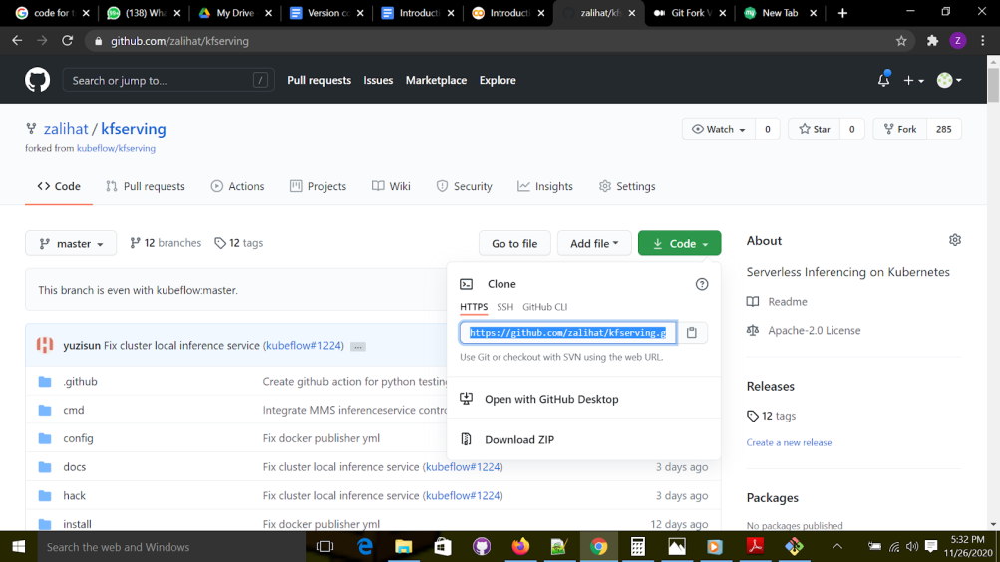 code for t
(138) Wha
My Drive
Version co
Introducti
Introducti
zalihat/kfs
Git Fork V
New Tab
github.com/zalihat/kfserving
Z
Search or jump to...
/
Pull requests
Issues
Marketplace
Explore
zalihat / kfserving
forked from kubeflow/kfserving
Watch 0
Star 0
Fork 285
Code
Pull requests
Actions
Projects
Wiki
Security
Insights
Settings
master
12 branches
12 tags
Go to file
Add file
Code
This branch is even with kubeflow:master.
yuzisun Fix cluster local inference service (kubeflow#1224) ...
.github Create github action for python testing
cmd Integrate MMS inferenceservice contro
config Fix docker publisher yml
docs Fix cluster local inference service (kubeflow#1224) 3 days ago
hack Fix cluster local inference service (kubeflow#1224) 3 days ago
install Fix docker publisher yml 12 days ago
Clone
HTTPS SSH GitHub CLI
https://github.com/zalihat/kfserving.g
Use Git or checkout with SVN using the web URL.
Open with GitHub Desktop
Download ZIP
About
Serverless Inferencing on Kubernetes
Readme
Apache-2.0 License
Releases
12 tags
Create a new release
Packages
No packages published
Search the web and Windows
5:32 PM
11/26/2020